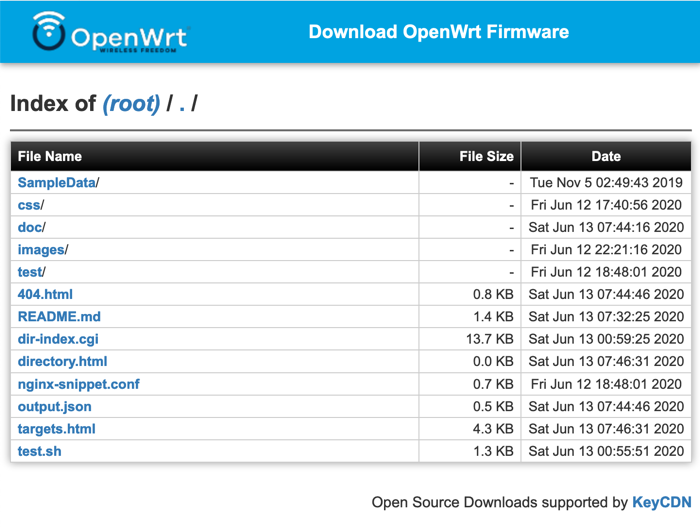 OpenWrt
WIRELESS FREEDOM
Download OpenWrt Firmware
Index of (root) / . /
File Name File Size Date
SampleData/ - Tue Nov 5 02:49:43 2019
css/ - Fri Jun 12 17:40:56 2020
doc/ - Sat Jun 13 07:44:16 2020
images/ - Fri Jun 12 22:21:16 2020
test/ - Fri Jun 12 18:48:01 2020
404.html 0.8 KB Sat Jun 13 07:44:46 2020
README.md 1.4 KB Sat Jun 13 07:32:25 2020
dir-index.cgi 13.7 KB Sat Jun 13 00:59:25 2020
directory.html 0.0 KB Sat Jun 13 07:46:31 2020
nginx-snippet.conf 0.7 KB Fri Jun 12 18:48:01 2020
output.json 0.5 KB Sat Jun 13 07:44:46 2020
targets.html 4.3 KB Sat Jun 13 07:46:31 2020
test.sh 1.3 KB Sat Jun 13 00:55:51 2020
Open Source Downloads supported by KeyCDN